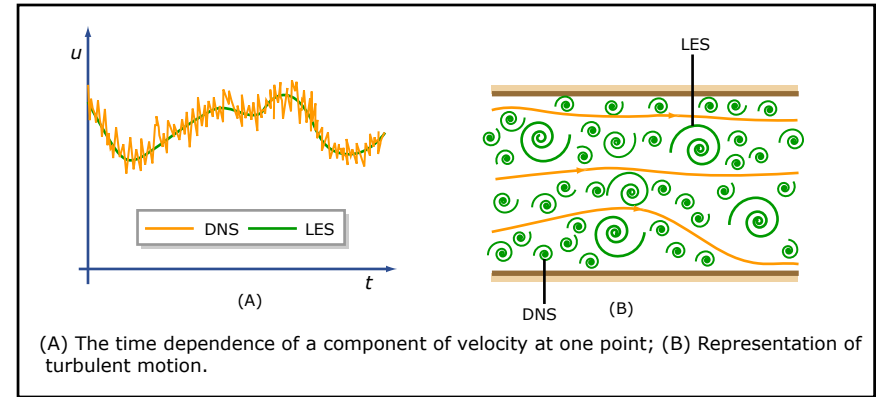 u
DNS LES
t
(A)
LES
DNS
(B)
(A) The time dependence of a component of velocity at one point; (B) Representation of
turbulent motion.